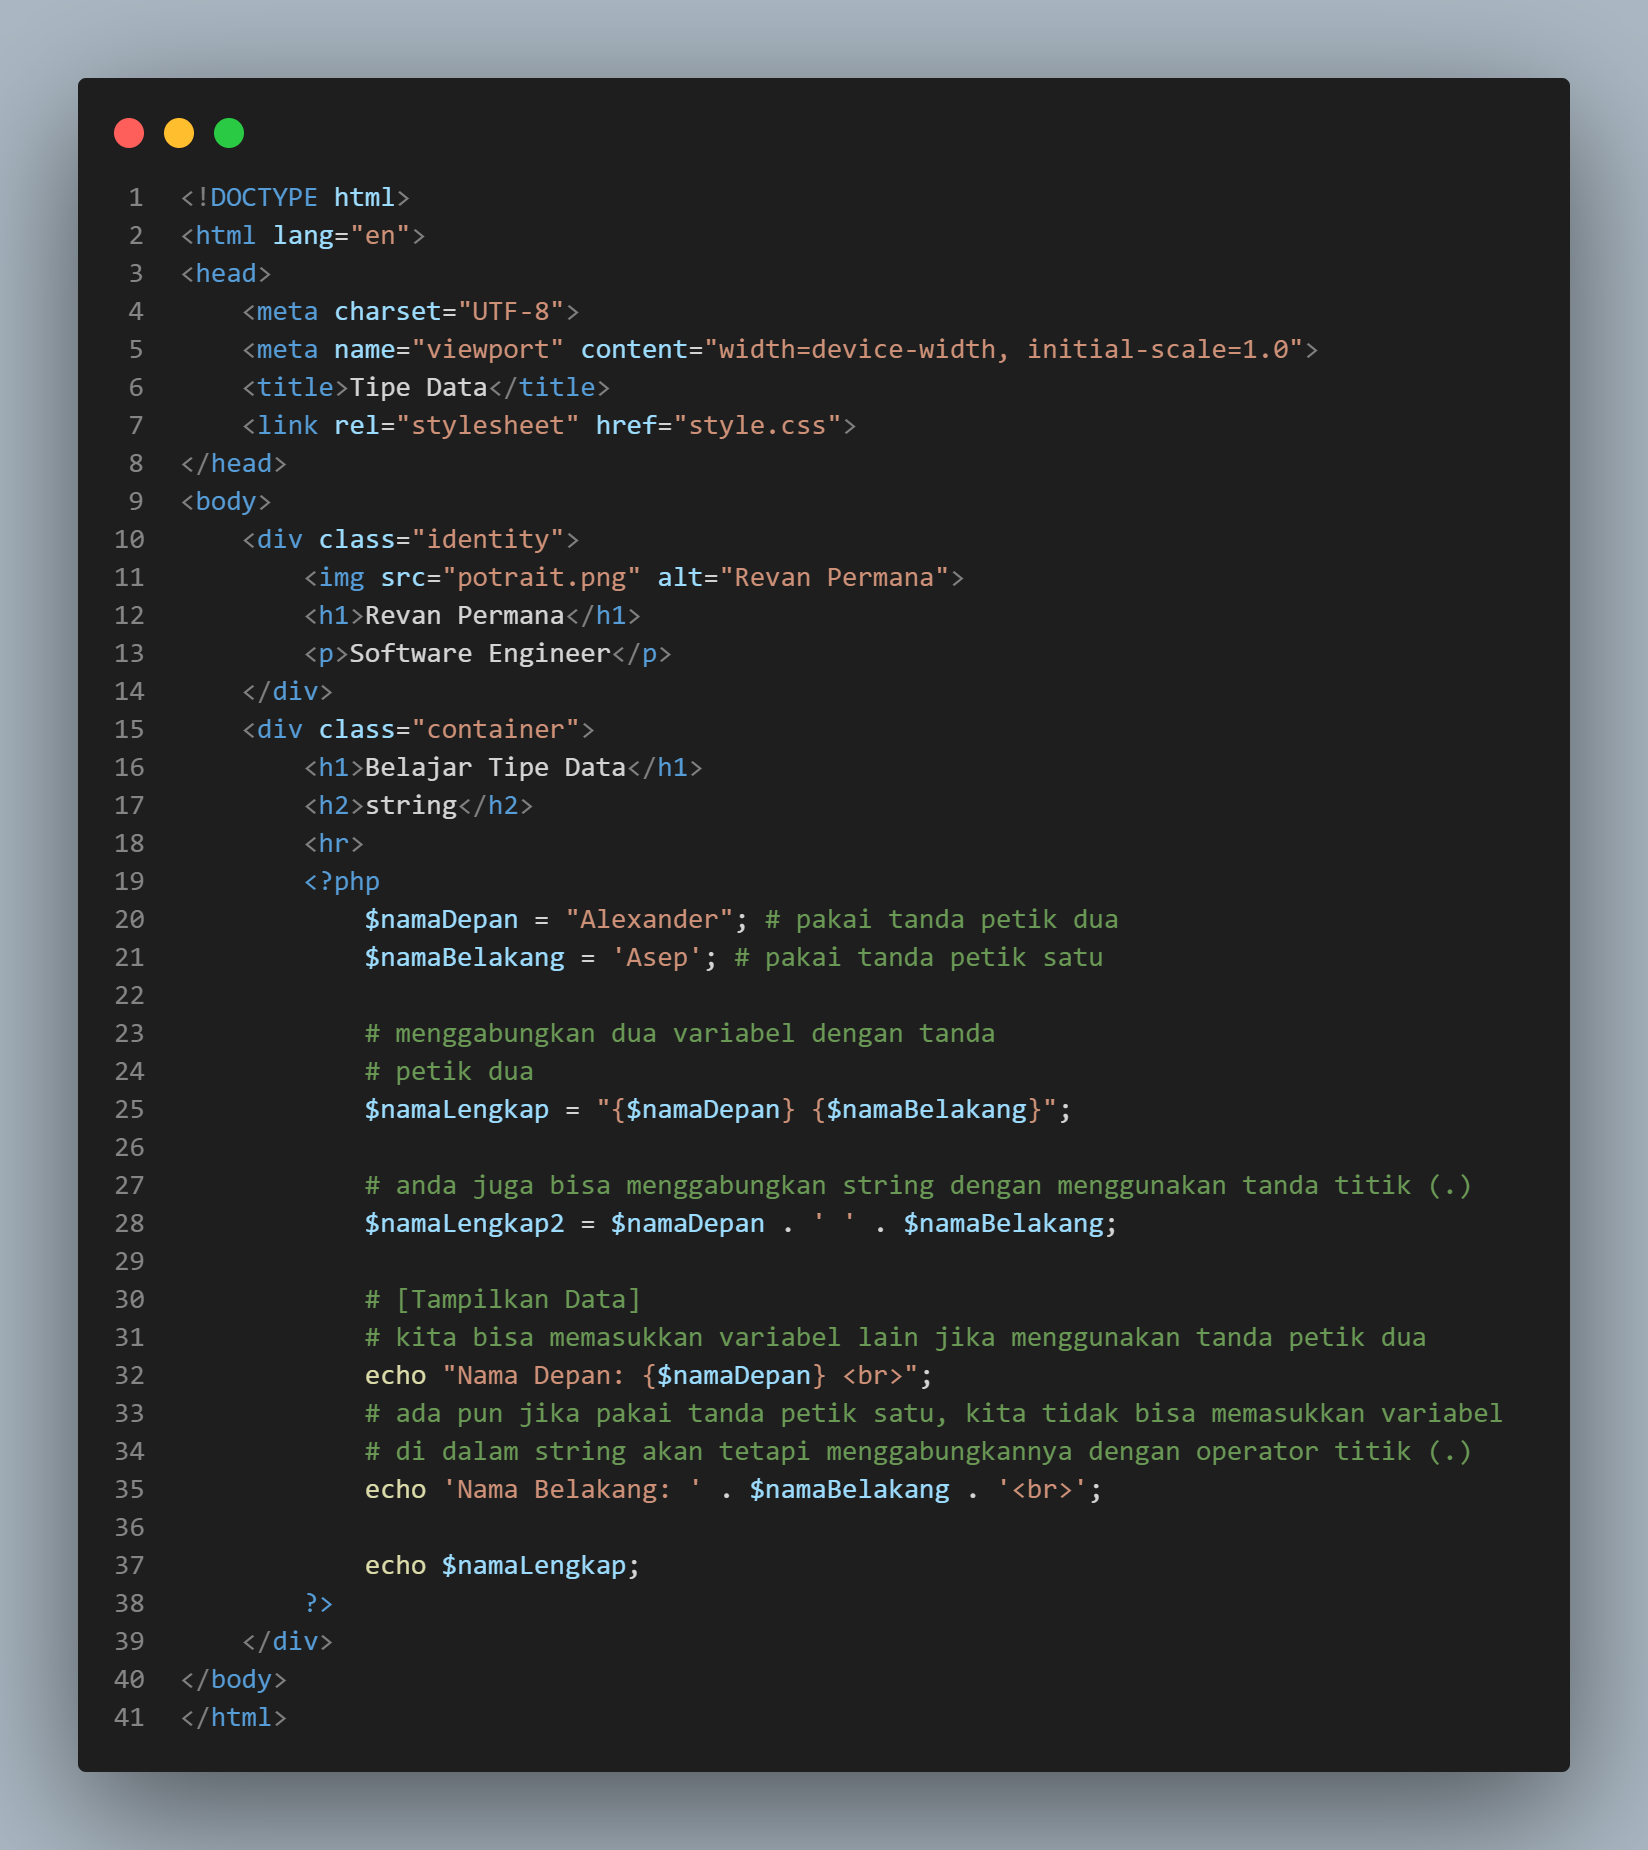 1 <!DOCTYPE html>
2 <html lang="en">
3 <head>
4     <meta charset="UTF-8">
5     <meta name="viewport" content="width=device-width, initial-scale=1.0">
6     <title>Tipe Data</title>
7     <link rel="stylesheet" href="style.css">
8 </head>
9 <body>
10     <div class="identity">
11         <img src="potrait.png" alt="Revan Permana">
12         <h1>Revan Permana</h1>
13         <p>Software Engineer</p>
14     </div>
15     <div class="container">
16         <h1>Belajar Tipe Data</h1>
17         <h2>string</h2>
18         <hr>
19         <?php
20             $namaDepan = "Alexander"; # pakai tanda petik dua
21             $namaBelakang = 'Asep'; # pakai tanda petik satu
22
23             # menggabungkan dua variabel dengan tanda
24             # petik dua
25             $namaLengkap = "{$namaDepan} {$namaBelakang}";
26
27             # anda juga bisa menggabungkan string dengan menggunakan tanda titik (.)
28             $namaLengkap2 = $namaDepan . ' ' . $namaBelakang;
29
30             # [Tampilkan Data]
31             # kita bisa memasukkan variabel lain jika menggunakan tanda petik dua
32             echo "Nama Depan: {$namaDepan} <br>";
33             # ada pun jika pakai tanda petik satu, kita tidak bisa memasukkan variabel
34             # di dalam string akan tetapi menggabungkannya dengan operator titik (.)
35             echo 'Nama Belakang: ' . $namaBelakang . '<br>';
36
37             echo $namaLengkap;
38         ?>
39     </div>
40 </body>
41 </html>